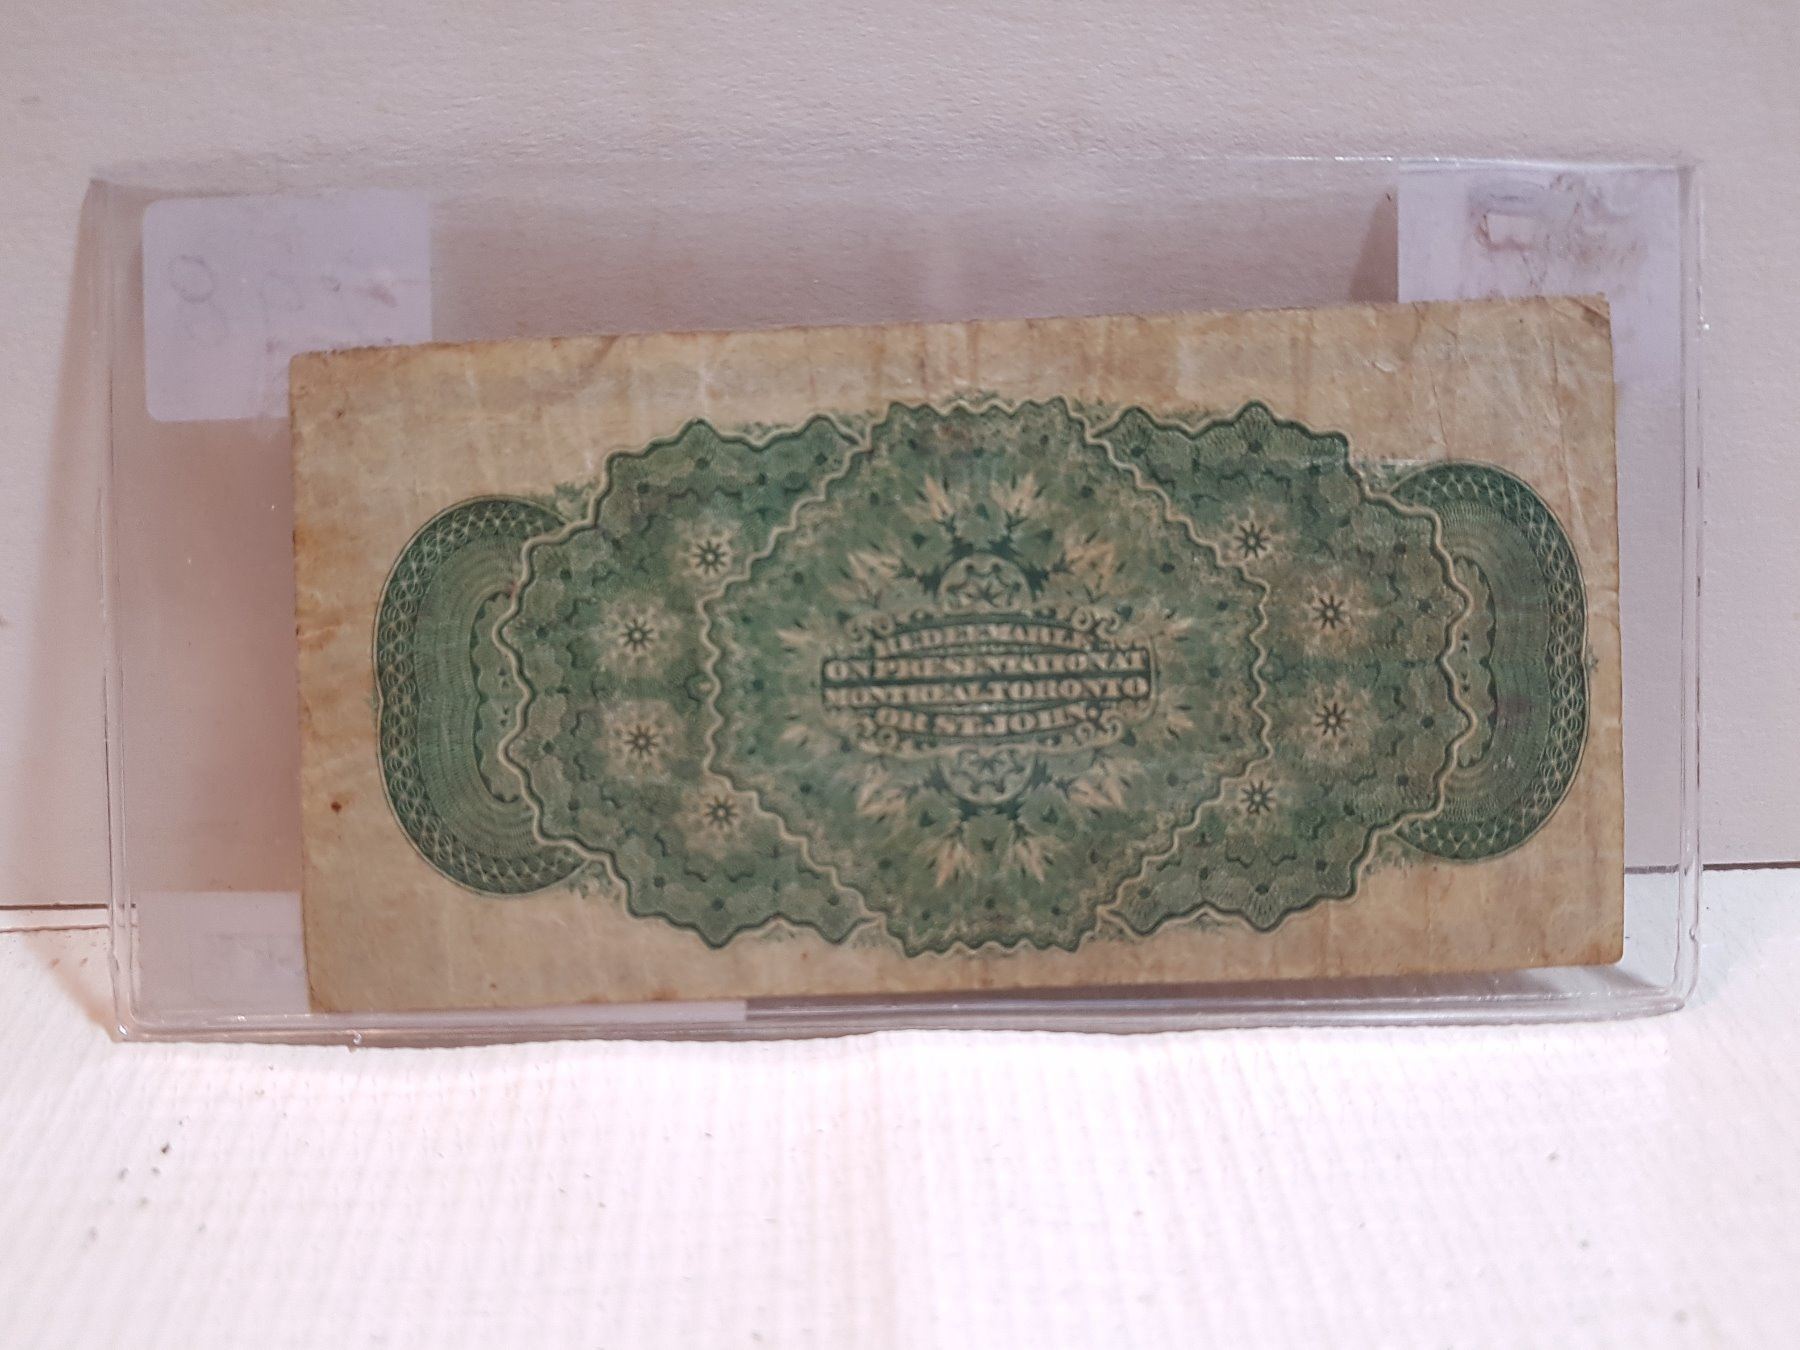 REDEEMABLE
ON PRESENTATION AT
MONTREAL TORONTO
OR ST. JOHN